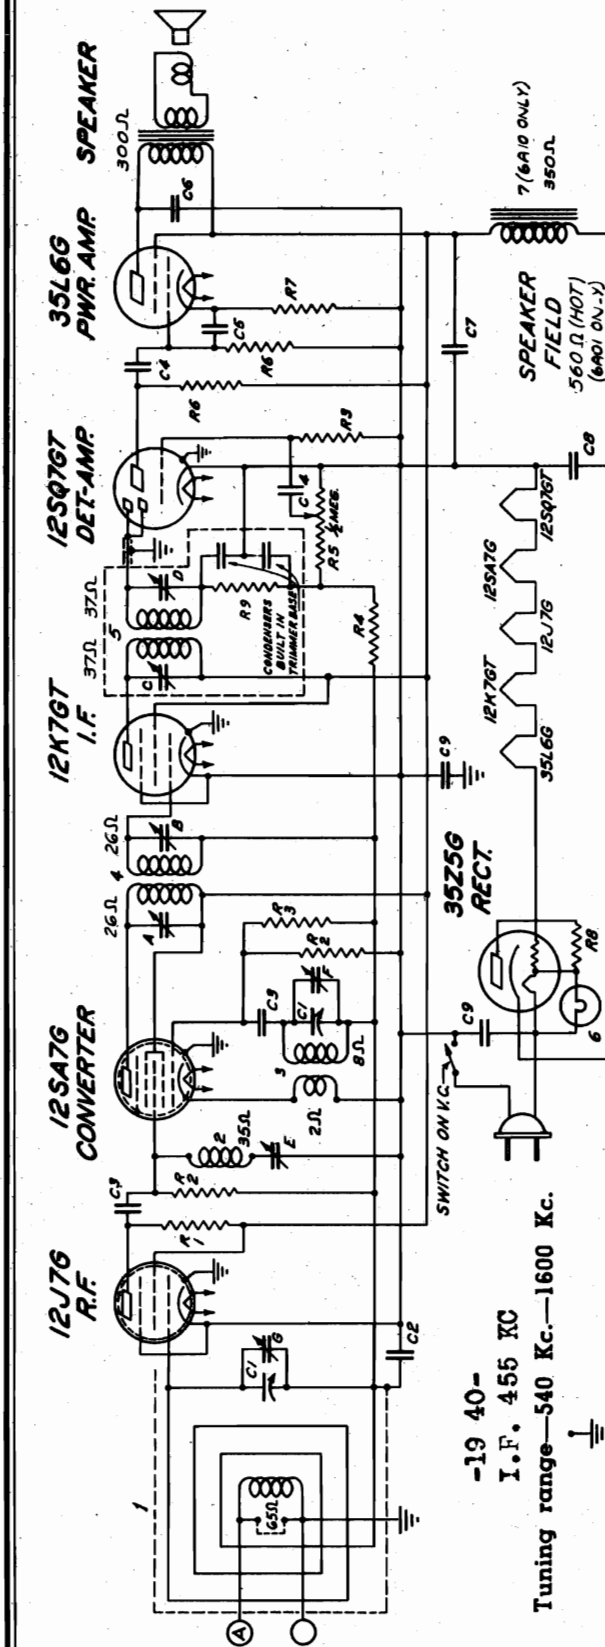 12J7G
R.F.
12SA7G
CONVERTER
12K7GT
I.F.
12SQ7GT
DET-AMP.
35L6G
PWR. AMP.
SPEAKER
1
A
65Ω
C1
G
C2
C3
R1
R2
2
35Ω
E
2Ω
3
8Ω
C1
F
C3
R2
R3
26Ω
4
26Ω
A
B
C9
37Ω
5
37Ω
C
D
R9
CONDENSERS
BUILT IN
TRIMMER BASE
R4
R5
½ MEG.
C4
R3
C4
R6
C5
R6
R7
C6
300Ω
C7
SPEAKER
FIELD
560Ω (HOT)
(6A01 ONLY)
7 (6A10 ONLY)
350Ω
C8
SWITCH ON V.C.
C9
35Z5G
RECT.
6
R8
35L6G
12K7GT
12J7G
12SA7G
12SQ7GT
-1940-
I.F. 455 KC
Tuning range—540 Kc.—1600 Kc.